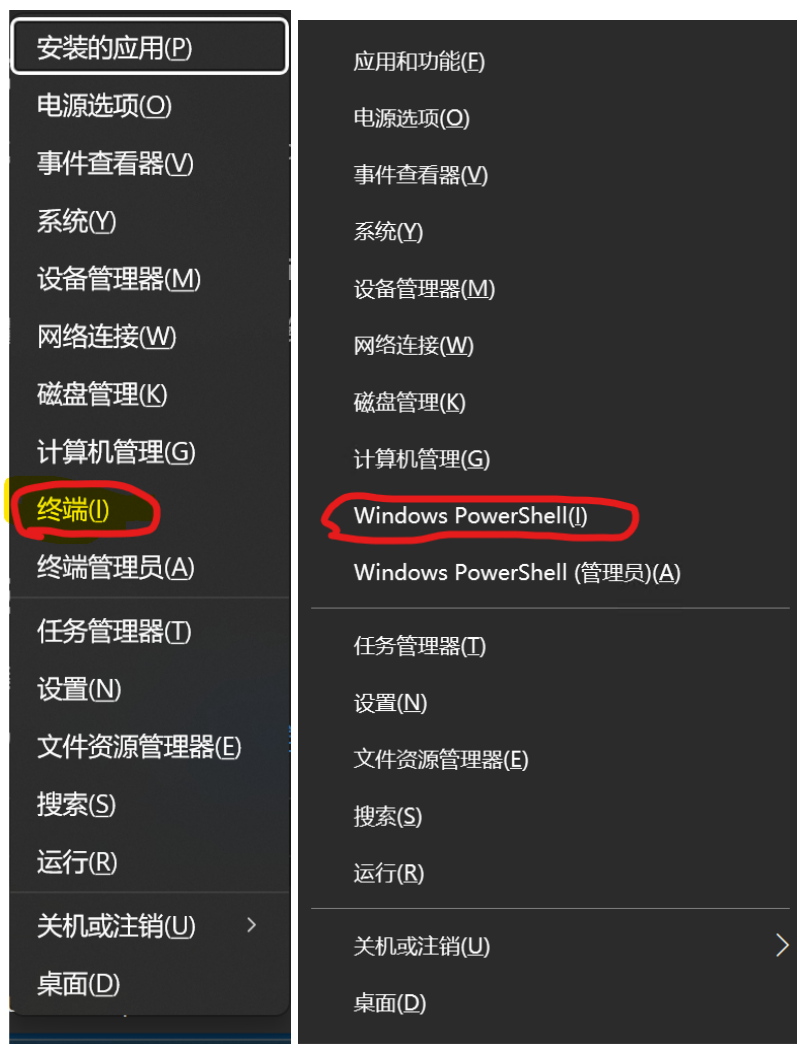 安装的应用(P)
电源选项(O)
事件查看器(V)
系统(Y)
设备管理器(M)
网络连接(W)
磁盘管理(K)
计算机管理(G)
终端(I)
终端管理员(A)
任务管理器(T)
设置(N)
文件资源管理器(E)
搜索(S)
运行(R)
关机或注销(U)
桌面(D)
应用和功能(F)
电源选项(O)
事件查看器(V)
系统(Y)
设备管理器(M)
网络连接(W)
磁盘管理(K)
计算机管理(G)
Windows PowerShell(I)
Windows PowerShell (管理员)(A)
任务管理器(T)
设置(N)
文件资源管理器(E)
搜索(S)
运行(R)
关机或注销(U)
桌面(D)